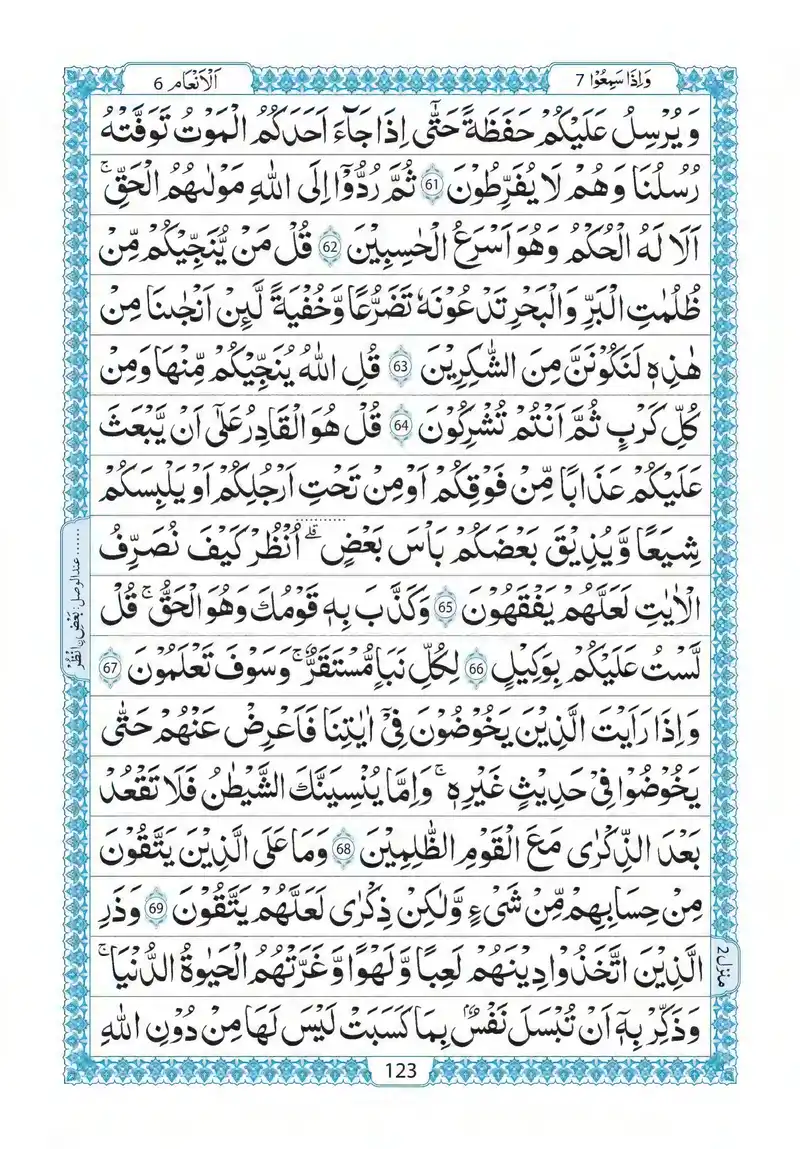 وَاِذَا سَمِعُوْا 7
اَلْاَنْعَام 6
وَ يُرْسِلُ عَلَيْكُمْ حَفَظَةً حَتّٰۤى اِذَا جَآءَ اَحَدَكُمُ الْمَوْتُ تَوَفَّتْهُ
رُسُلُنَا وَ هُمْ لَا يُفَرِّطُوْنَ 61 ثُمَّ رُدُّوْۤا اِلَى اللّٰهِ مَوْلٰىهُمُ الْحَقِّ ۚ
اَلَا لَهُ الْحُكْمُ وَ هُوَ اَسْرَعُ الْحٰسِبِيْنَ 62 قُلْ مَنْ يُّنَجِّيْكُمْ مِّنْ
ظُلُمٰتِ الْبَرِّ وَ الْبَحْرِ تَدْعُوْنَهٗ تَضَرُّعًا وَّ خُفْيَةً لَّىِٕنْ اَنْجٰىنَا مِنْ
هٰذِهٖ لَنَكُوْنَنَّ مِنَ الشّٰكِرِيْنَ 63 قُلِ اللّٰهُ يُنَجِّيْكُمْ مِّنْهَا وَ مِنْ
كُلِّ كَرْبٍ ثُمَّ اَنْتُمْ تُشْرِكُوْنَ 64 قُلْ هُوَ الْقَادِرُ عَلٰۤى اَنْ يَّبْعَثَ
عَلَيْكُمْ عَذَابًا مِّنْ فَوْقِكُمْ اَوْ مِنْ تَحْتِ اَرْجُلِكُمْ اَوْ يَلْبِسَكُمْ
شِيَعًا وَّ يُذِيْقَ بَعْضَكُمْ بَاْسَ بَعْضٍ ؕ اُنْظُرْ كَيْفَ نُصَرِّفُ
الْاٰيٰتِ لَعَلَّهُمْ يَفْقَهُوْنَ 65 وَ كَذَّبَ بِهٖ قَوْمُكَ وَ هُوَ الْحَقُّ ۚ قُلْ
لَّسْتُ عَلَيْكُمْ بِوَكِيْلٍ 66 لِكُلِّ نَبَاٍ مُّسْتَقَرٌّ ۚ وَ سَوْفَ تَعْلَمُوْنَ 67
وَ اِذَا رَاَيْتَ الَّذِيْنَ يَخُوْضُوْنَ فِيْۤ اٰيٰتِنَا فَاَعْرِضْ عَنْهُمْ حَتّٰى
يَخُوْضُوْا فِيْ حَدِيْثٍ غَيْرِهٖ ؕ وَ اِمَّا يُنْسِيَنَّكَ الشَّيْطٰنُ فَلَا تَقْعُدْ
بَعْدَ الذِّكْرٰى مَعَ الْقَوْمِ الظّٰلِمِيْنَ 68 وَ مَا عَلَى الَّذِيْنَ يَتَّقُوْنَ
مِنْ حِسَابِهِمْ مِّنْ شَيْءٍ وَّ لٰكِنْ ذِكْرٰى لَعَلَّهُمْ يَتَّقُوْنَ 69 وَ ذَرِ
الَّذِيْنَ اتَّخَذُوْا دِيْنَهُمْ لَعِبًا وَّ لَهْوًا وَّ غَرَّتْهُمُ الْحَيٰوةُ الدُّنْيَا ۚ
وَ ذَكِّرْ بِهٖۤ اَنْ تُبْسَلَ نَفْسٌۢ بِمَا كَسَبَتْ لَيْسَ لَهَا مِنْ دُوْنِ اللّٰهِ
...... عند الوصل: بَعْضِ نِ انْظُرْ
منزل 2
123